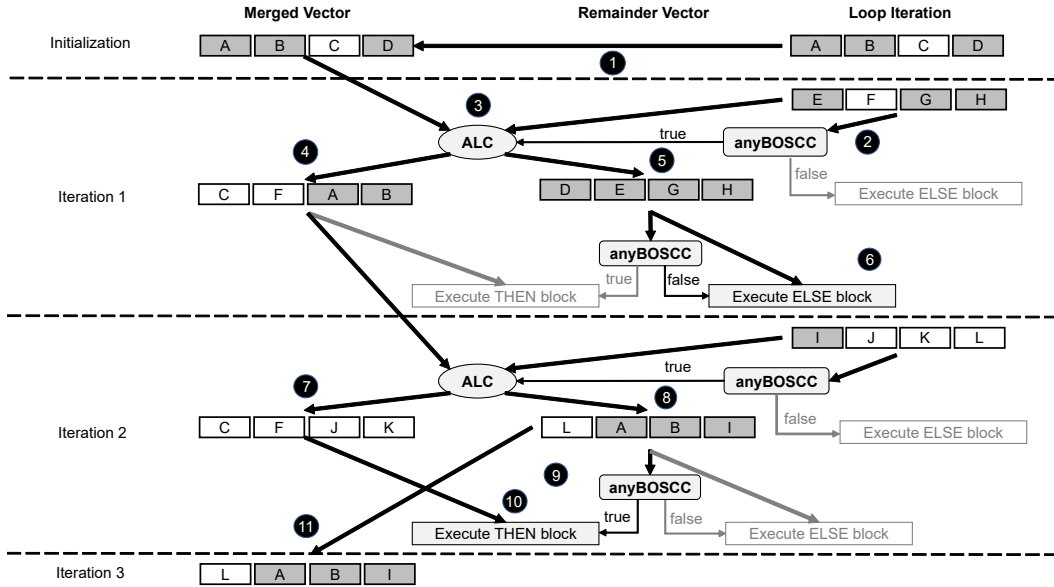 Merged Vector Remainder Vector Loop Iteration
Initialization A B C D A B C D
1
E F G H
3
ALC true anyBOSCC 2
4 5
false
Iteration 1 C F A B D E G H Execute ELSE block
anyBOSCC 6
true false
Execute THEN block Execute ELSE block
I J K L
true
ALC anyBOSCC
7 8
false
Iteration 2 C F J K L A B I Execute ELSE block
9 anyBOSCC
10
11 true false
Execute THEN block Execute ELSE block
Iteration 3 L A B I